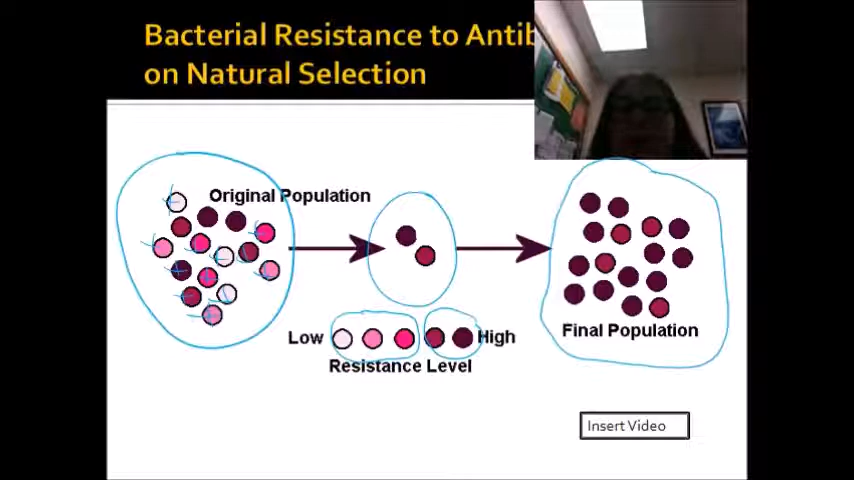 Bacterial Resistance to Antib
on Natural Selection
Original Population
Low
High
Resistance Level
Final Population
Insert Video